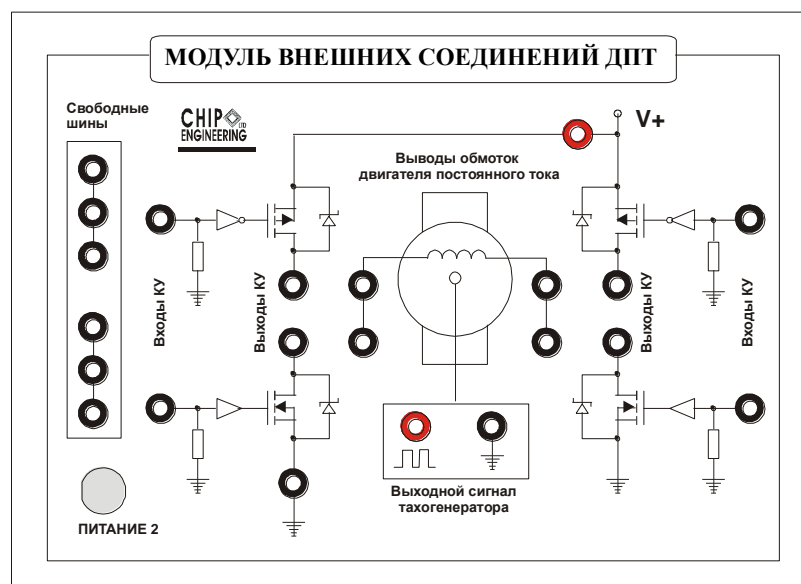 МОДУЛЬ ВНЕШНИХ СОЕДИНЕНИЙ ДПТ
Свободные
шины
CHIP LTD
ENGINEERING
V+
Выводы обмоток
двигателя постоянного тока
Входы КУ
Выходы КУ
Выходы КУ
Входы КУ
Выходной сигнал
тахогенератора
ПИТАНИЕ 2